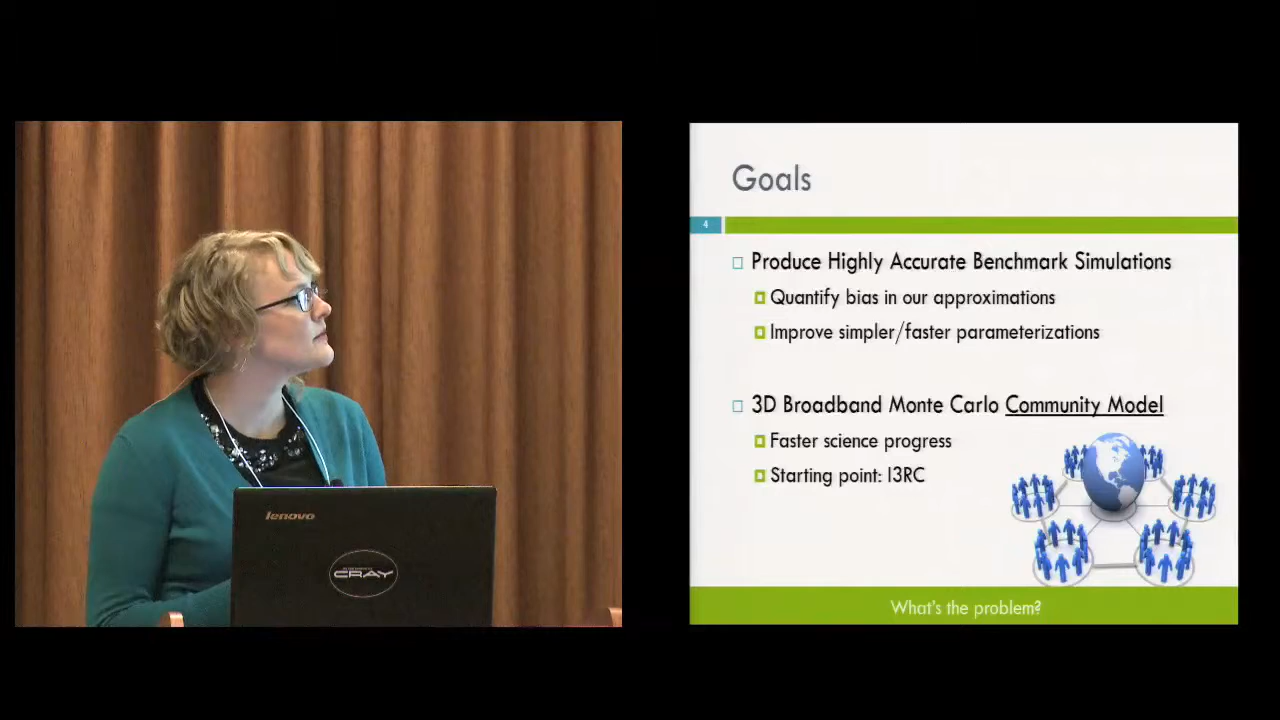 Goals
4
Produce Highly Accurate Benchmark Simulations
Quantify bias in our approximations
Improve simpler/faster parameterizations
3D Broadband Monte Carlo Community Model
Faster science progress
Starting point: I3RC
What's the problem?
lenovo
CRAY